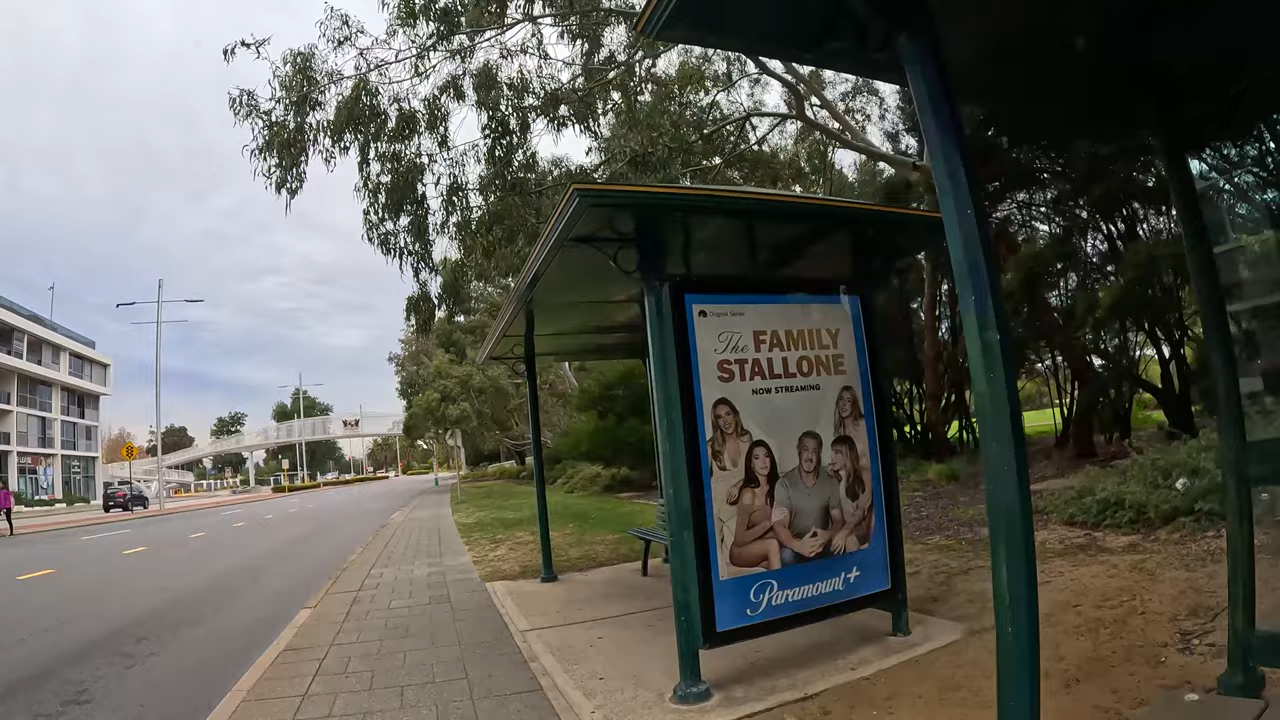 Original Series
The FAMILY
STALLONE
NOW STREAMING
Paramount+